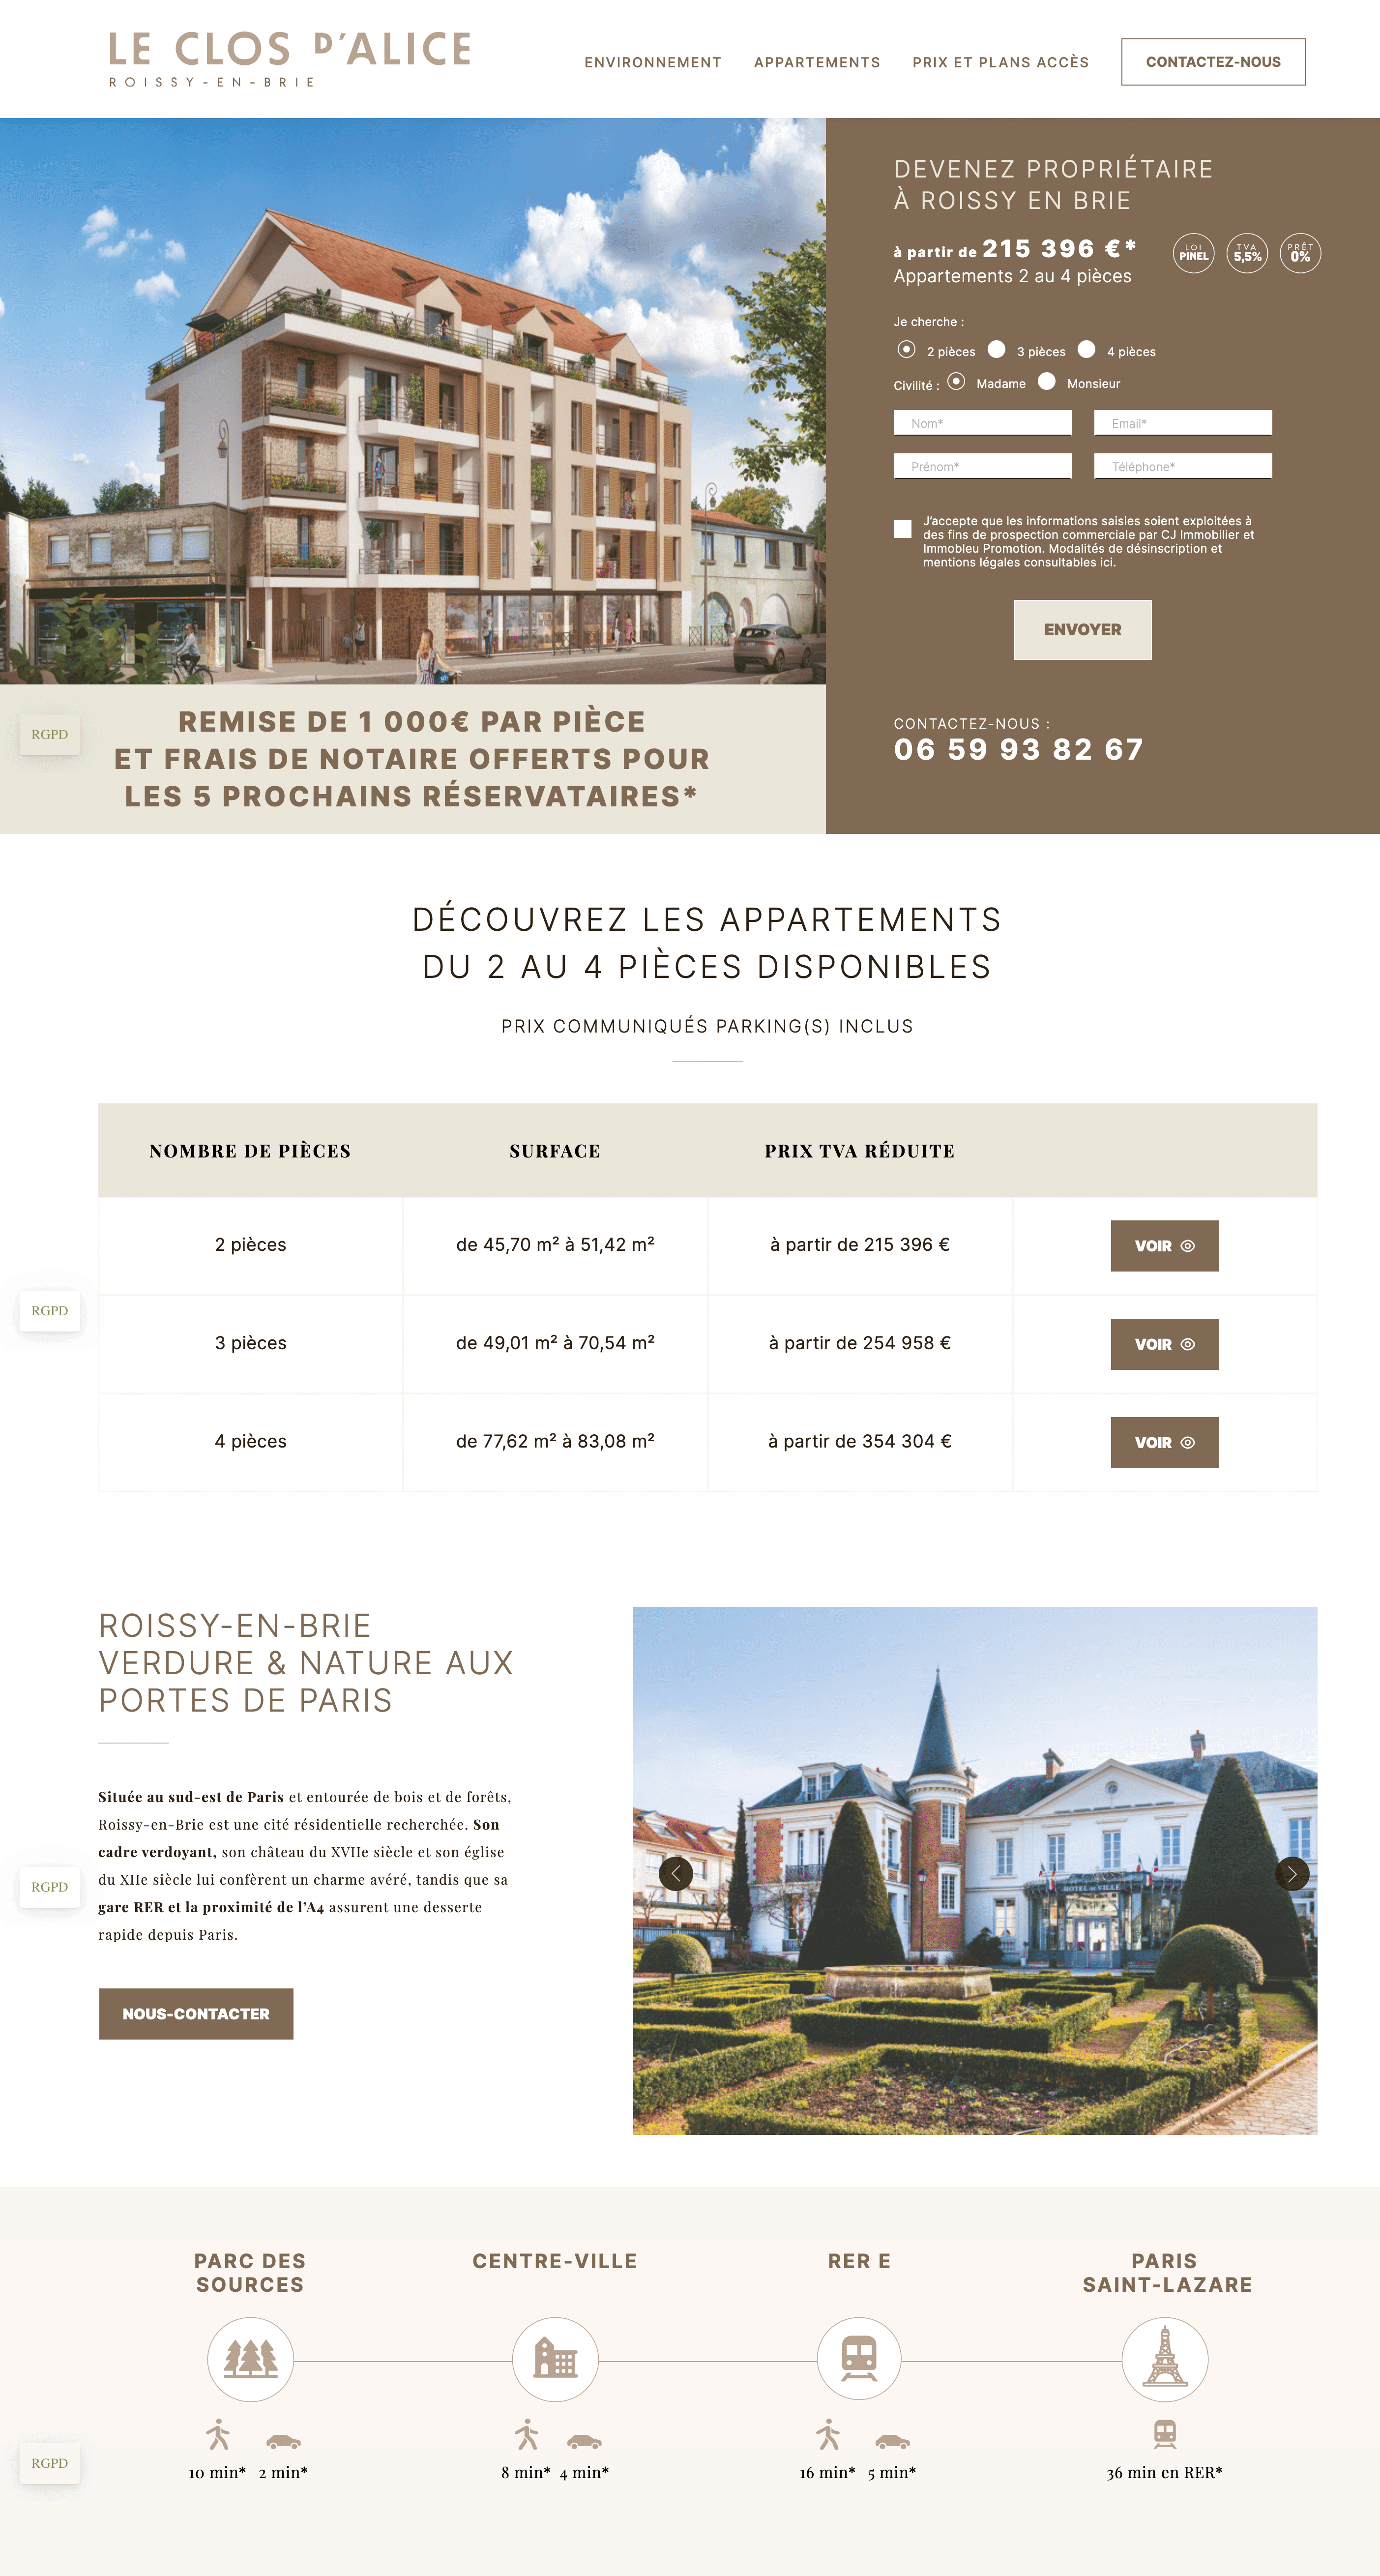 LE CLOS D'ALICE
ROISSY-EN-BRIE
ENVIRONNEMENT
APPARTEMENTS
PRIX ET PLANS ACCÈS
CONTACTEZ-NOUS
DEVENEZ PROPRIÉTAIRE
À ROISSY EN BRIE
à partir de 215 396 €*
Appartements 2 au 4 pièces
LOI
PINEL
TVA
5,5%
PRÊT
0%
Je cherche :
2 pièces
3 pièces
4 pièces
Civilité :
Madame
Monsieur
Nom*
Email*
Prénom*
Téléphone*
J'accepte que les informations saisies soient exploitées à
des fins de prospection commerciale par CJ Immobilier et
Immobleu Promotion. Modalités de désinscription et
mentions légales consultables ici.
ENVOYER
CONTACTEZ-NOUS :
06 59 93 82 67
RGPD
REMISE DE 1 000€ PAR PIÈCE
ET FRAIS DE NOTAIRE OFFERTS POUR
LES 5 PROCHAINS RÉSERVATAIRES*
DÉCOUVREZ LES APPARTEMENTS
DU 2 AU 4 PIÈCES DISPONIBLES
PRIX COMMUNIQUÉS PARKING(S) INCLUS
NOMBRE DE PIÈCES
SURFACE
PRIX TVA RÉDUITE
2 pièces
de 45,70 m² à 51,42 m²
à partir de 215 396 €
VOIR
RGPD
3 pièces
de 49,01 m² à 70,54 m²
à partir de 254 958 €
VOIR
4 pièces
de 77,62 m² à 83,08 m²
à partir de 354 304 €
VOIR
ROISSY-EN-BRIE
VERDURE & NATURE AUX
PORTES DE PARIS
Située au sud-est de Paris et entourée de bois et de forêts,
Roissy-en-Brie est une cité résidentielle recherchée. Son
cadre verdoyant, son château du XVIIe siècle et son église
du XIIe siècle lui confèrent un charme avéré, tandis que sa
gare RER et la proximité de l'A4 assurent une desserte
rapide depuis Paris.
RGPD
NOUS-CONTACTER
HOTEL DE VILLE
PARC DES
SOURCES
CENTRE-VILLE
RER E
PARIS
SAINT-LAZARE
RGPD
10 min*
2 min*
8 min*
4 min*
16 min*
5 min*
36 min en RER*